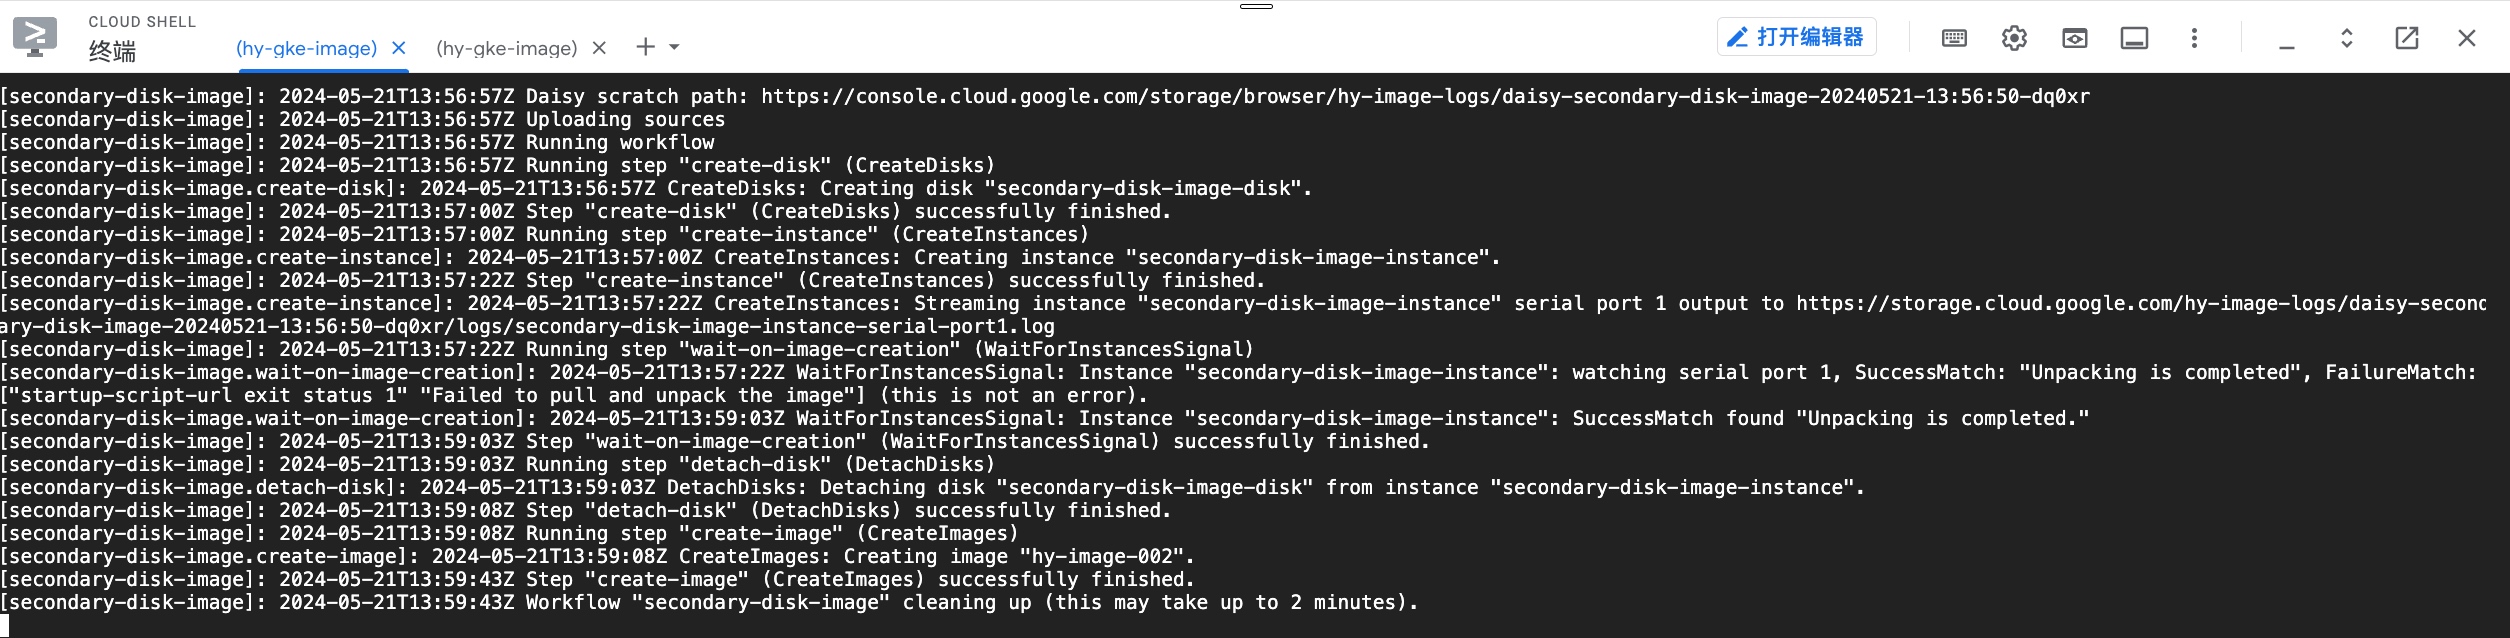 CLOUD SHELL
终端
(hy-gke-image)
(hy-gke-image)
打开编辑器
[secondary-disk-image]: 2024-05-21T13:56:57Z Daisy scratch path: https://console.cloud.google.com/storage/browser/hy-image-logs/daisy-secondary-disk-image-20240521-13:56:50-dq0xr
[secondary-disk-image]: 2024-05-21T13:56:57Z Uploading sources
[secondary-disk-image]: 2024-05-21T13:56:57Z Running workflow
[secondary-disk-image]: 2024-05-21T13:56:57Z Running step "create-disk" (CreateDisks)
[secondary-disk-image.create-disk]: 2024-05-21T13:56:57Z CreateDisks: Creating disk "secondary-disk-image-disk".
[secondary-disk-image]: 2024-05-21T13:57:00Z Step "create-disk" (CreateDisks) successfully finished.
[secondary-disk-image]: 2024-05-21T13:57:00Z Running step "create-instance" (CreateInstances)
[secondary-disk-image.create-instance]: 2024-05-21T13:57:00Z CreateInstances: Creating instance "secondary-disk-image-instance".
[secondary-disk-image]: 2024-05-21T13:57:22Z Step "create-instance" (CreateInstances) successfully finished.
[secondary-disk-image.create-instance]: 2024-05-21T13:57:22Z CreateInstances: Streaming instance "secondary-disk-image-instance" serial port 1 output to https://storage.cloud.google.com/hy-image-logs/daisy-second
ary-disk-image-20240521-13:56:50-dq0xr/logs/secondary-disk-image-instance-serial-port1.log
[secondary-disk-image]: 2024-05-21T13:57:22Z Running step "wait-on-image-creation" (WaitForInstancesSignal)
[secondary-disk-image.wait-on-image-creation]: 2024-05-21T13:57:22Z WaitForInstancesSignal: Instance "secondary-disk-image-instance": watching serial port 1, SuccessMatch: "Unpacking is completed", FailureMatch:
["startup-script-url exit status 1" "Failed to pull and unpack the image"] (this is not an error).
[secondary-disk-image.wait-on-image-creation]: 2024-05-21T13:59:03Z WaitForInstancesSignal: Instance "secondary-disk-image-instance": SuccessMatch found "Unpacking is completed."
[secondary-disk-image]: 2024-05-21T13:59:03Z Step "wait-on-image-creation" (WaitForInstancesSignal) successfully finished.
[secondary-disk-image]: 2024-05-21T13:59:03Z Running step "detach-disk" (DetachDisks)
[secondary-disk-image.detach-disk]: 2024-05-21T13:59:03Z DetachDisks: Detaching disk "secondary-disk-image-disk" from instance "secondary-disk-image-instance".
[secondary-disk-image]: 2024-05-21T13:59:08Z Step "detach-disk" (DetachDisks) successfully finished.
[secondary-disk-image]: 2024-05-21T13:59:08Z Running step "create-image" (CreateImages)
[secondary-disk-image.create-image]: 2024-05-21T13:59:08Z CreateImages: Creating image "hy-image-002".
[secondary-disk-image]: 2024-05-21T13:59:43Z Step "create-image" (CreateImages) successfully finished.
[secondary-disk-image]: 2024-05-21T13:59:43Z Workflow "secondary-disk-image" cleaning up (this may take up to 2 minutes).